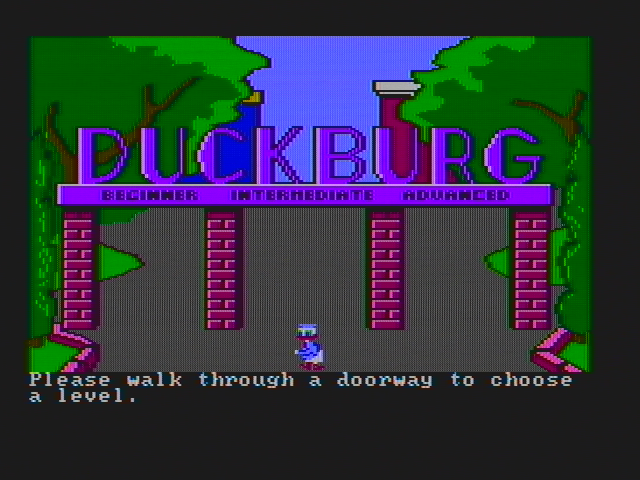 DUCKBURG
BEGINNER INTERMEDIATE ADVANCED
Please walk through a doorway to choose
a level.